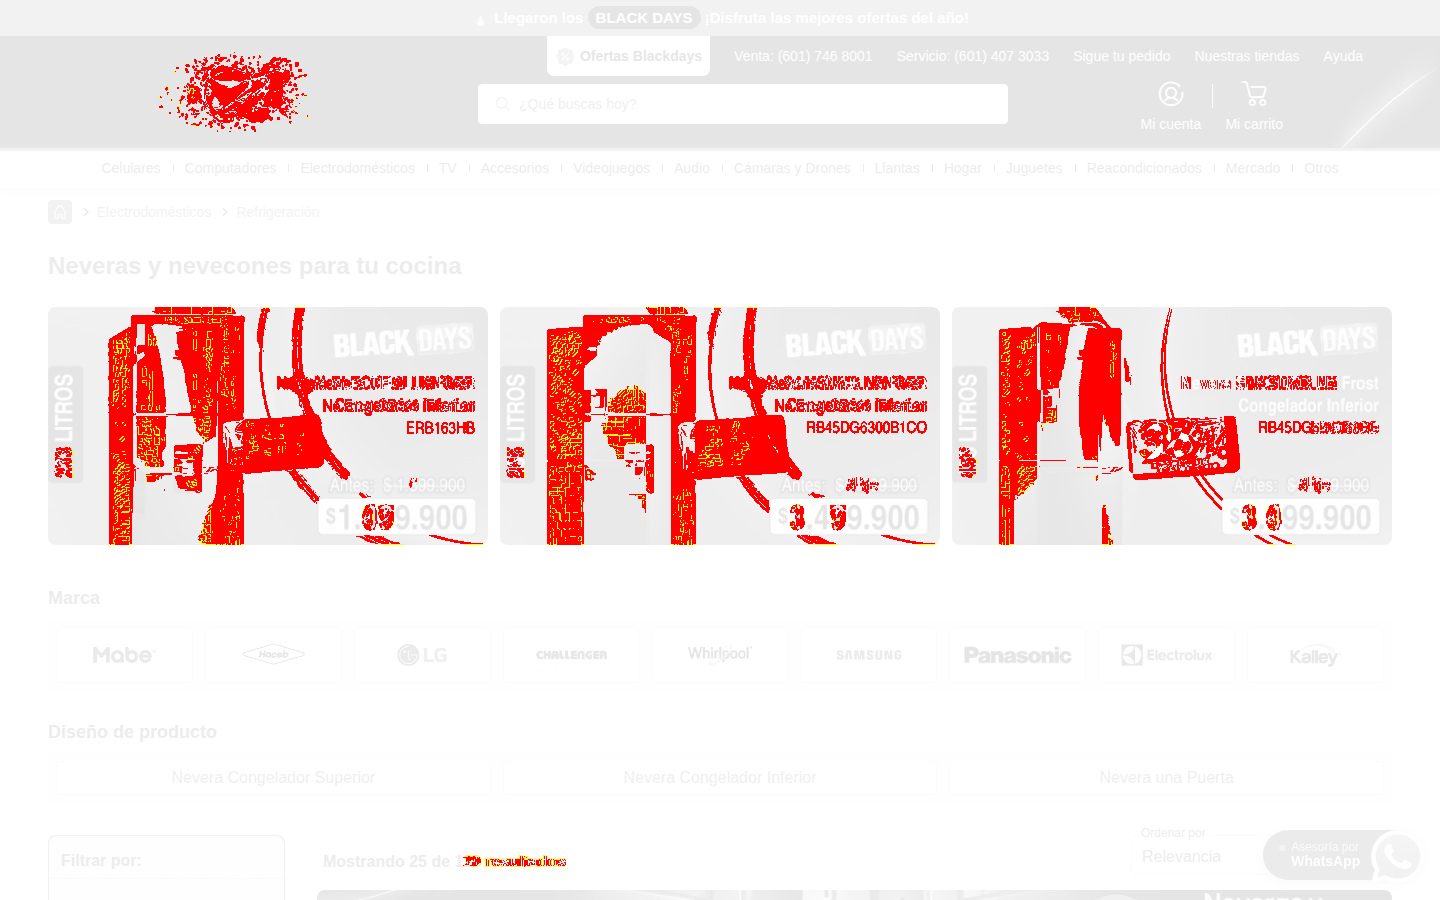 Llegaron los BLACK DAYS ¡Disfruta las mejores ofertas del año!
Ofertas Blackdays Venta: (601) 746 8001 Servicio: (601) 407 3033 Sigue tu pedido Nuestras tiendas Ayuda
¿Qué buscas hoy?
Mi cuenta Mi carrito
Celulares Computadores Electrodomésticos TV Accesorios Videojuegos Audio Cámaras y Drones Llantas Hogar Juguetes Reacondicionados Mercado Otros
Electrodomésticos Refrigeración
Neveras y nevecones para tu cocina
BLACK DAYS
LITROS
ERB163HB
Antes:
BLACK DAYS
LITROS
RB45DG6300B1CO
Antes:
BLACK DAYS
LITROS
Frost
Congelador Inferior
Antes:
Marca
Mabe Haceb LG CHALLENGER Whirlpool SAMSUNG Panasonic Electrolux Kalley
Diseño de producto
Nevera Congelador Superior Nevera Congelador Inferior Nevera una Puerta
Filtrar por:
Mostrando 25 de
Ordenar por
Relevancia
Asesoría por
WhatsApp